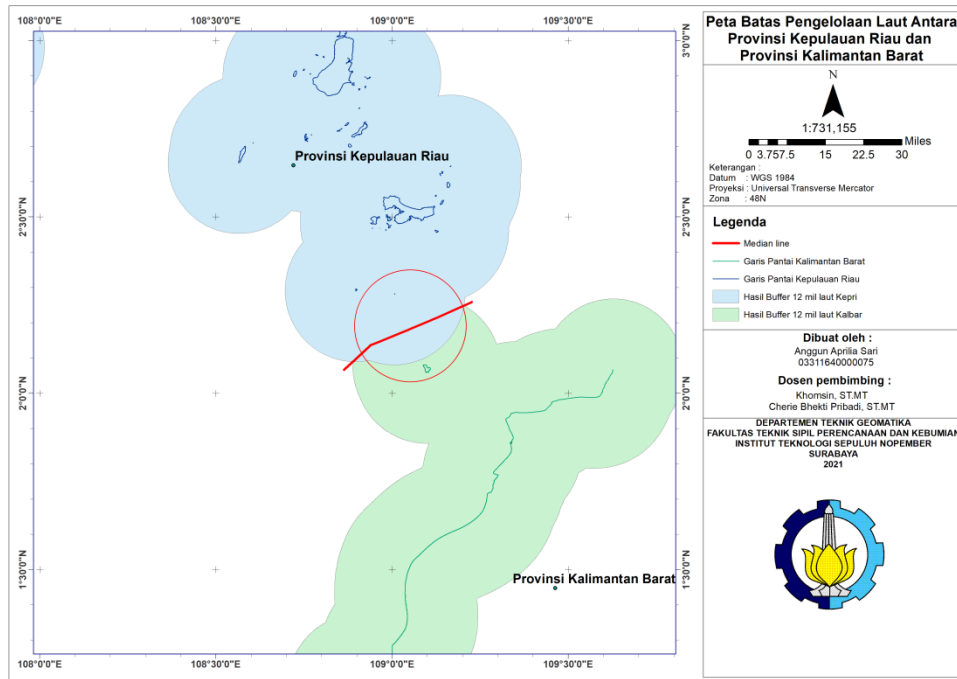 108°0'0"E
108°30'0"E
109°0'0"E
109°30'0"E
3°0'0"N
2°30'0"N
2°0'0"N
1°30'0"N
Provinsi Kepulauan Riau
Provinsi Kalimantan Barat
3°0'0"N
2°30'0"N
2°0'0"N
1°30'0"N
108°0'0"E
108°30'0"E
109°0'0"E
109°30'0"E
Peta Batas Pengelolaan Laut Antara
Provinsi Kepulauan Riau dan
Provinsi Kalimantan Barat
N
1:731,155
Miles
0 3.757.5 15 22.5 30
Keterangan :
Datum : WGS 1984
Proyeksi : Universal Transverse Mercator
Zona : 48N
Legenda
Median line
Garis Pantai Kalimantan Barat
Garis Pantai Kepulauan Riau
Hasil Buffer 12 mil laut Kepri
Hasil Buffer 12 mil laut Kalbar
Dibuat oleh :
Anggun Aprilia Sari
03311640000075
Dosen pembimbing :
Khomsin, ST.MT
Cherie Bhekti Pribadi, ST.MT
DEPARTEMEN TEKNIK GEOMATIKA
FAKULTAS TEKNIK SIPIL PERENCANAAN DAN KEBUMIAN
INSTITUT TEKNOLOGI SEPULUH NOPEMBER
SURABAYA
2021